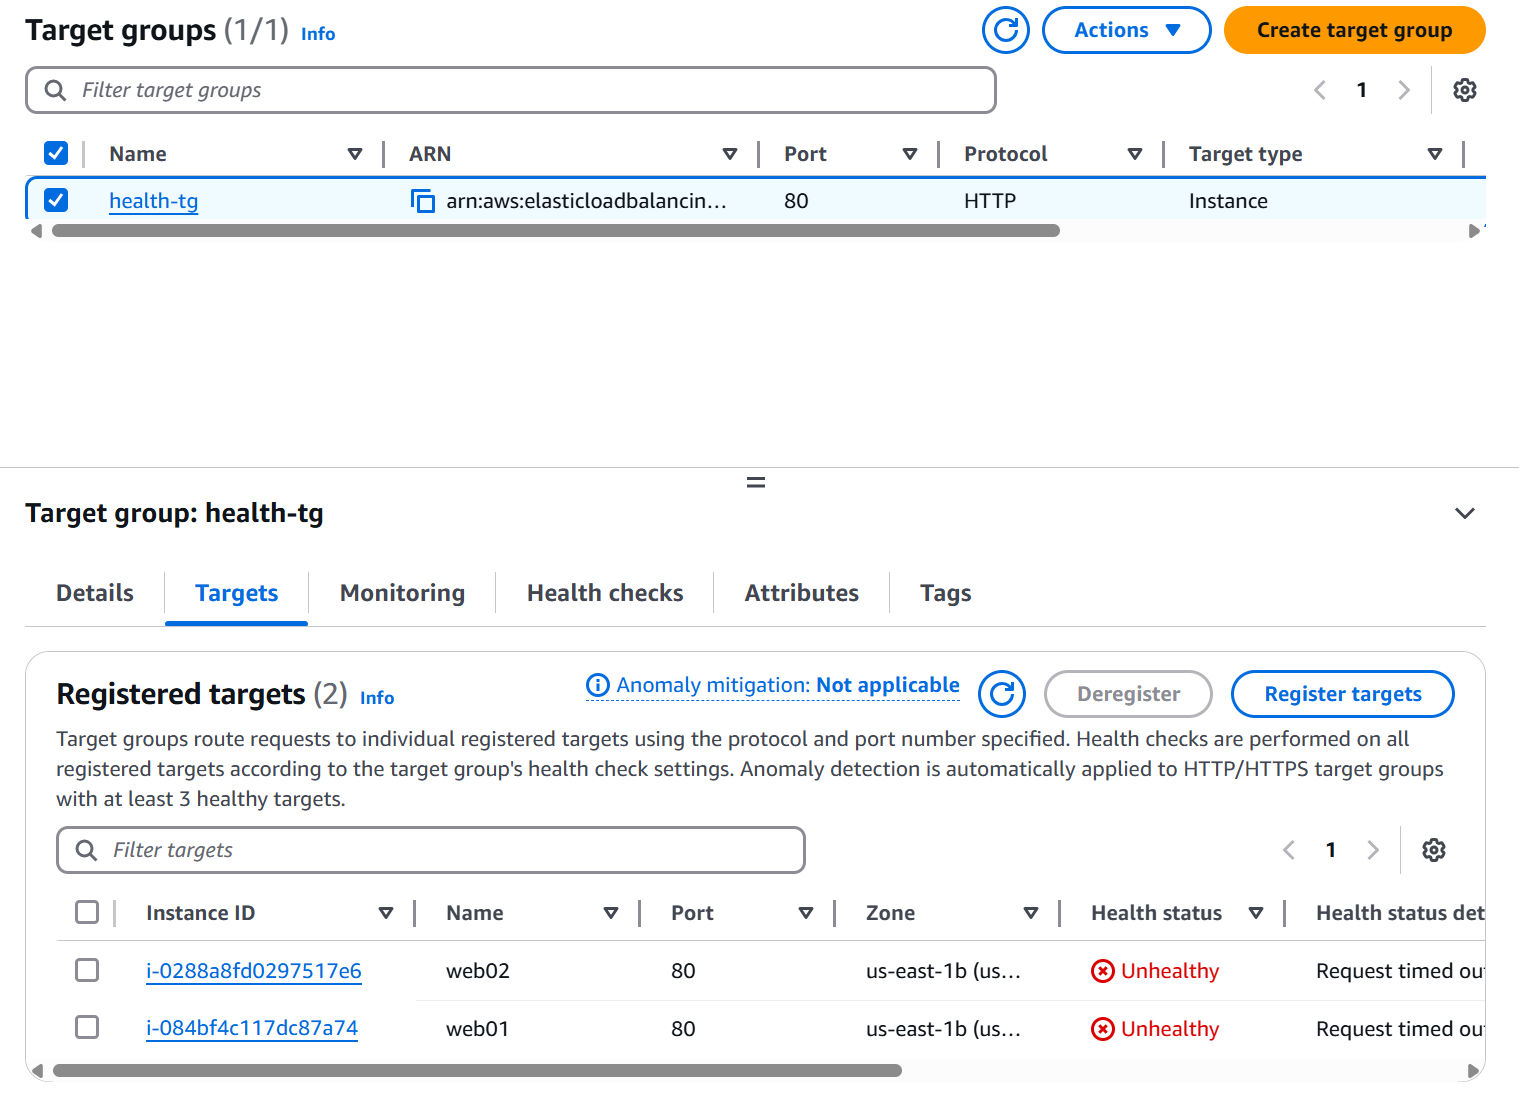 Target groups (1/1) Info
Actions
Create target group
Filter target groups
1
Name ARN Port Protocol Target type
health-tg arn:aws:elasticloadbalancin... 80 HTTP Instance
Target group: health-tg
Details Targets Monitoring Health checks Attributes Tags
Registered targets (2) Info
Anomaly mitigation: Not applicable
Deregister
Register targets
Target groups route requests to individual registered targets using the protocol and port number specified. Health checks are performed on all
registered targets according to the target group's health check settings. Anomaly detection is automatically applied to HTTP/HTTPS target groups
with at least 3 healthy targets.
Filter targets
1
Instance ID Name Port Zone Health status Health status det
i-0288a8fd0297517e6 web02 80 us-east-1b (us... Unhealthy Request timed ou
i-084bf4c117dc87a74 web01 80 us-east-1b (us... Unhealthy Request timed ou